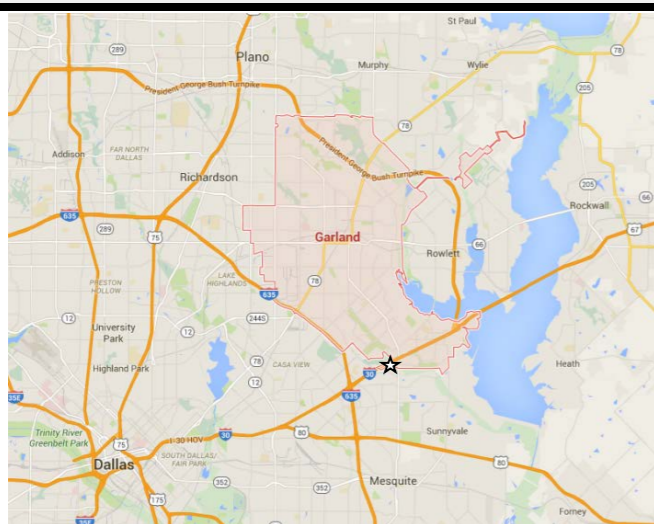 St Paul
78
289
Plano
Murphy
Wylie
President George Bush Turnpike
205
Addison
FAR NORTH
DALLAS
78
Richardson
President George Bush Turnpike
205
Rockwall
66
635
289
75
Garland
66
67
Rowlett
PRESTON
HOLLOW
LAKE
HIGHLANDS
635
78
12
University
Park
12
244S
78
CASA VIEW
Highland Park
12
30
Heath
35E
635
Trinity River
Greenbelt Park
75
I-30 HOV
30
80
Sunnyvale
Dallas
SOUTH DALLAS/
FAIR PARK
80
175
352
352
Mesquite
35E
Forney